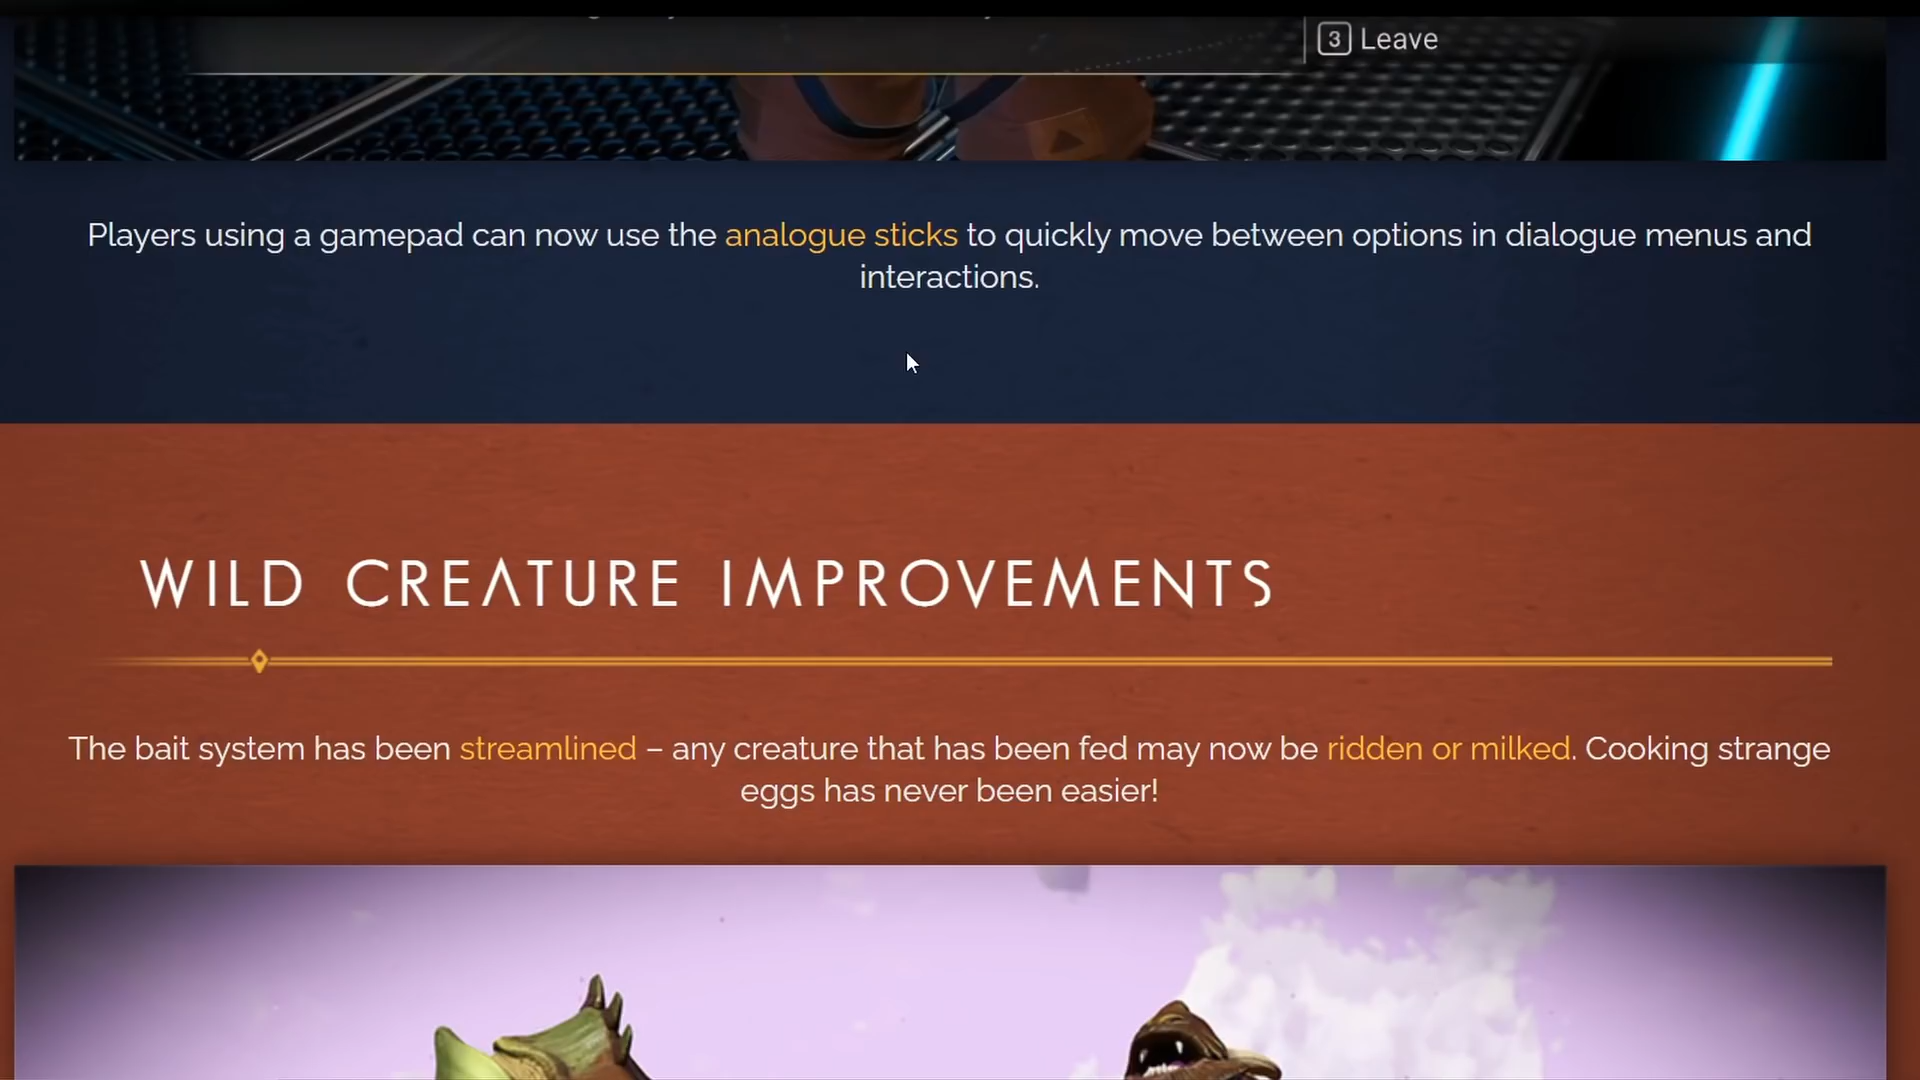 3 Leave
Players using a gamepad can now use the analogue sticks to quickly move between options in dialogue menus and
interactions.
WILD CREATURE IMPROVEMENTS
The bait system has been streamlined – any creature that has been fed may now be ridden or milked. Cooking strange
eggs has never been easier!